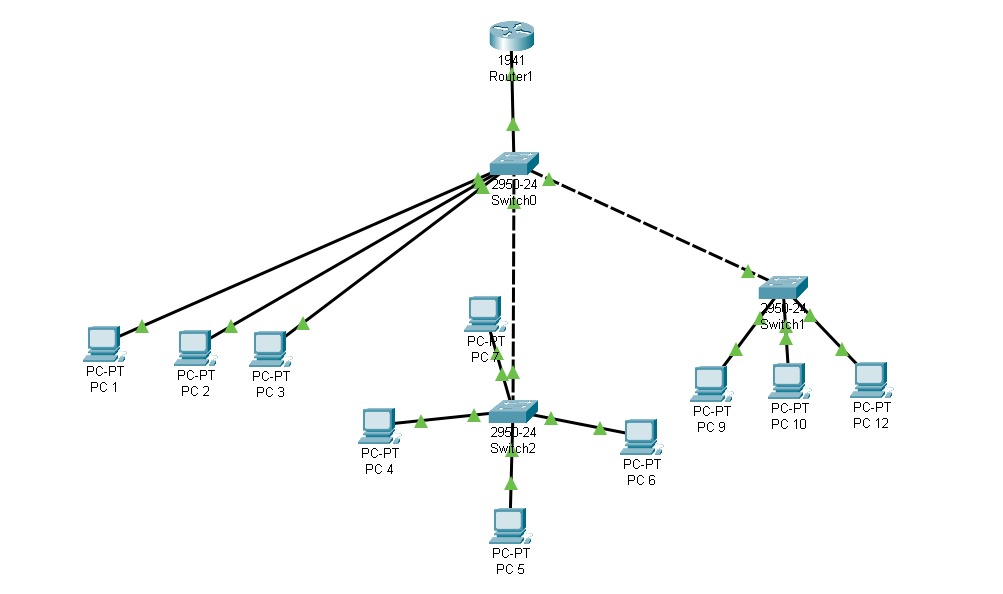 1941
Router1
2950-24
Switch0
2950-24
Switch1
PC-PT
PC 7
PC-PT
PC 1
PC-PT
PC 2
PC-PT
PC 3
PC-PT
PC 9
PC-PT
PC 10
PC-PT
PC 12
2950-24
Switch2
PC-PT
PC 4
PC-PT
PC 6
PC-PT
PC 5